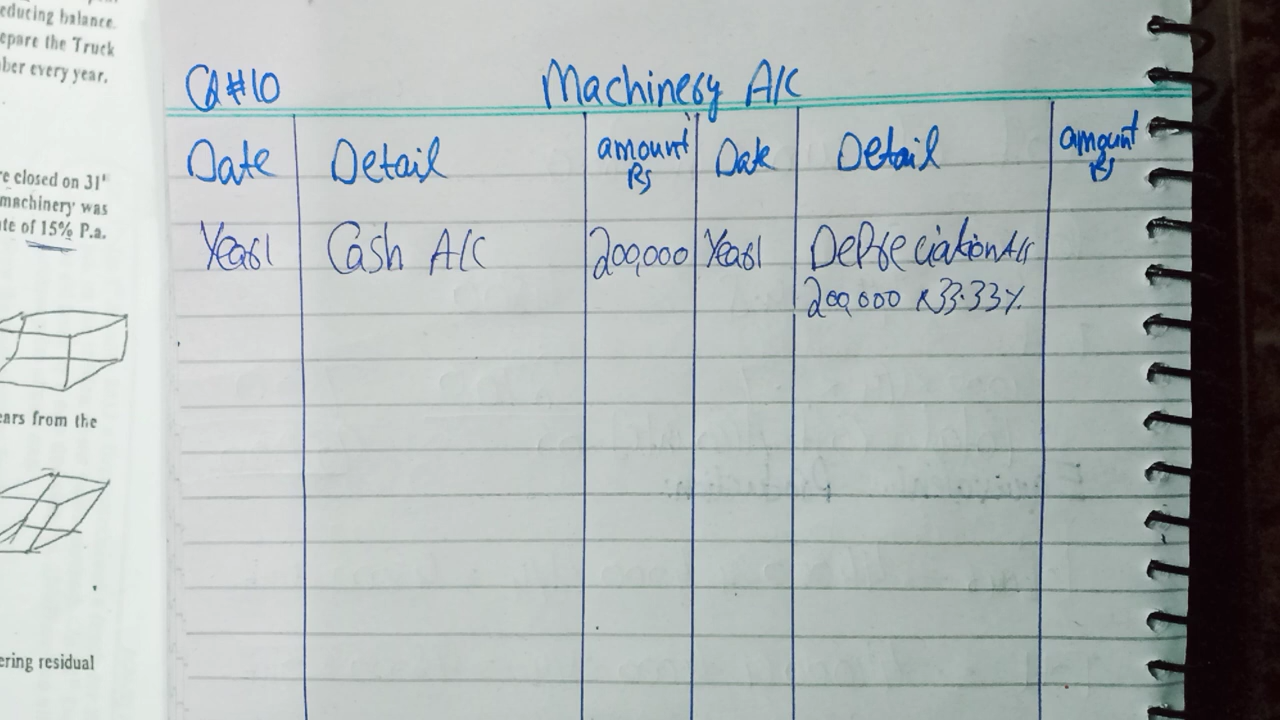 educing balance.
epare the Truck
ber every year.
re closed on 31st
machinery was
te of 15% P.a.
ears from the
ering residual
Q#10 Machinery A/C
Date Detail amount Rs Date Detail amount Rs
Year1 Cash A/C 200,000 Year1 Depreciation A/c
200,000 x 33.33%